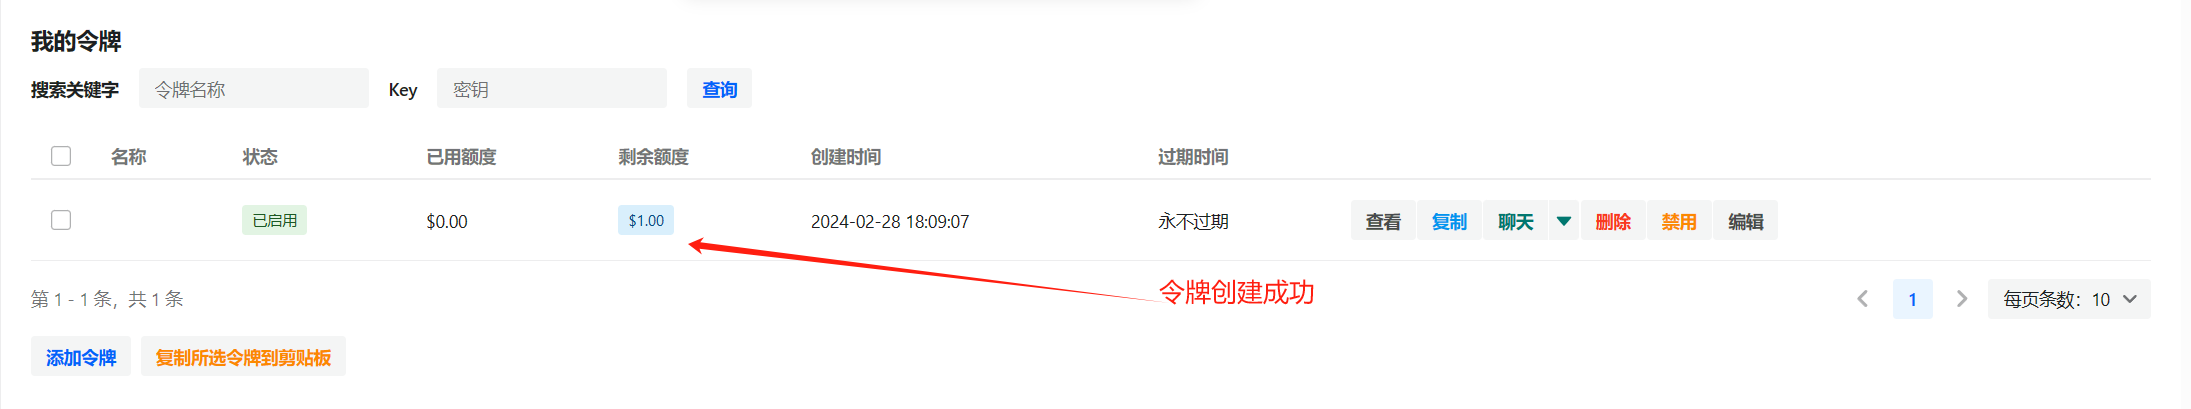 我的令牌
搜索关键字 令牌名称 Key 密钥 查询
名称 状态 已用额度 剩余额度 创建时间 过期时间
已启用 $0.00 $1.00 2024-02-28 18:09:07 永不过期 查看 复制 聊天 删除 禁用 编辑
令牌创建成功
第 1 - 1 条，共 1 条 1 每页条数：10
添加令牌 复制所选令牌到剪贴板